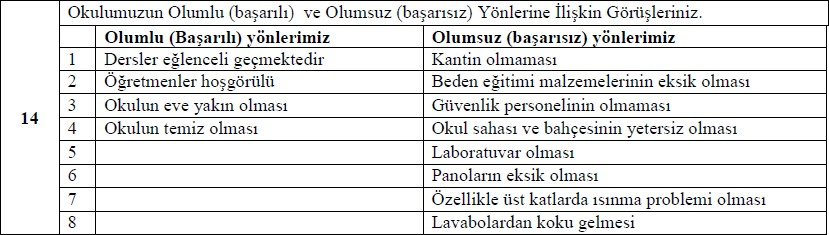 Okulumuzun Olumlu (başarılı) ve Olumsuz (başarısız) Yönlerine İlişkin Görüşleriniz.
Olumlu (Başarılı) yönlerimiz Olumsuz (başarısız) yönlerimiz
1 Dersler eğlenceli geçmektedir Kantin olmaması
2 Öğretmenler hoşgörülü Beden eğitimi malzemelerinin eksik olması
3 Okulun eve yakın olması Güvenlik personelinin olmaması
14
4 Okulun temiz olması Okul sahası ve bahçesinin yetersiz olması
5 Laboratuvar olması
6 Panoların eksik olması
7 Özellikle üst katlarda ısınma problemi olması
8 Lavabolardan koku gelmesi